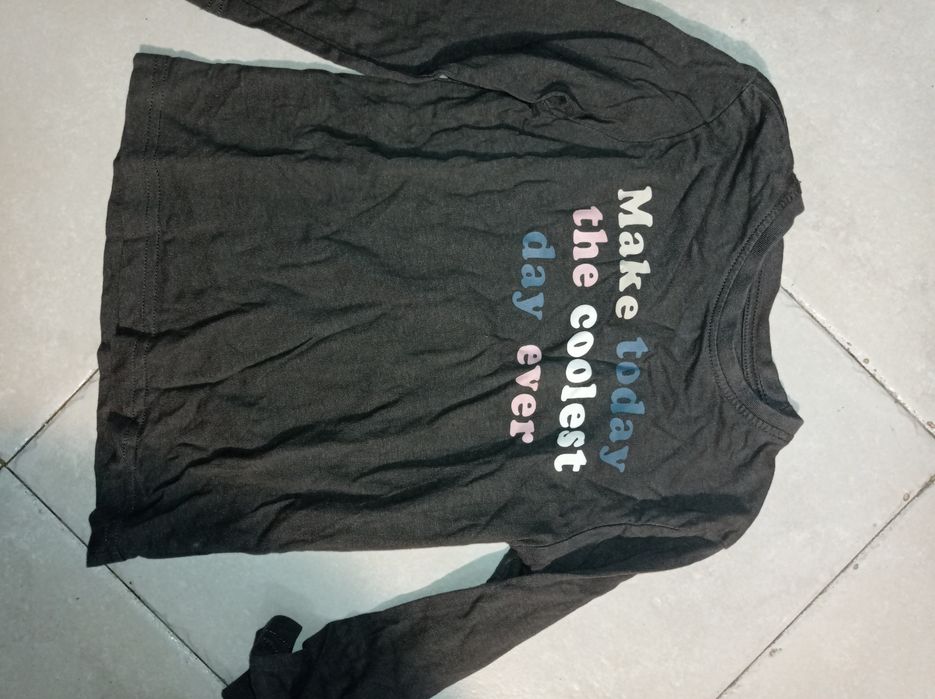 Make today
the coolest
day ever